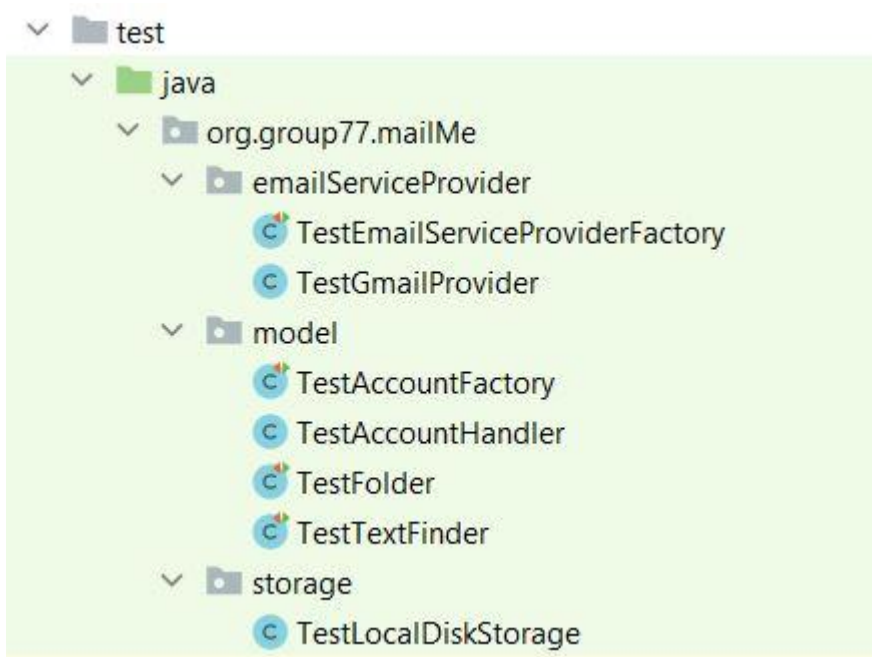 test
java
org.group77.mailMe
emailServiceProvider
C TestEmailServiceProviderFactory
C TestGmailProvider
model
C TestAccountFactory
C TestAccountHandler
C TestFolder
C TestTextFinder
storage
C TestLocalDiskStorage